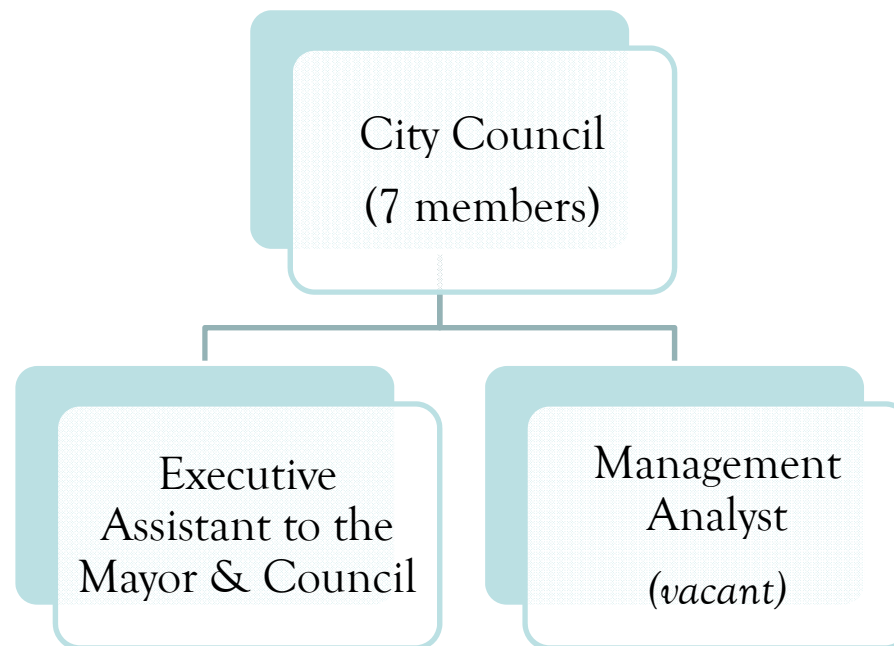 City Council
(7 members)
Executive
Assistant to the
Mayor & Council
Management
Analyst
(vacant)